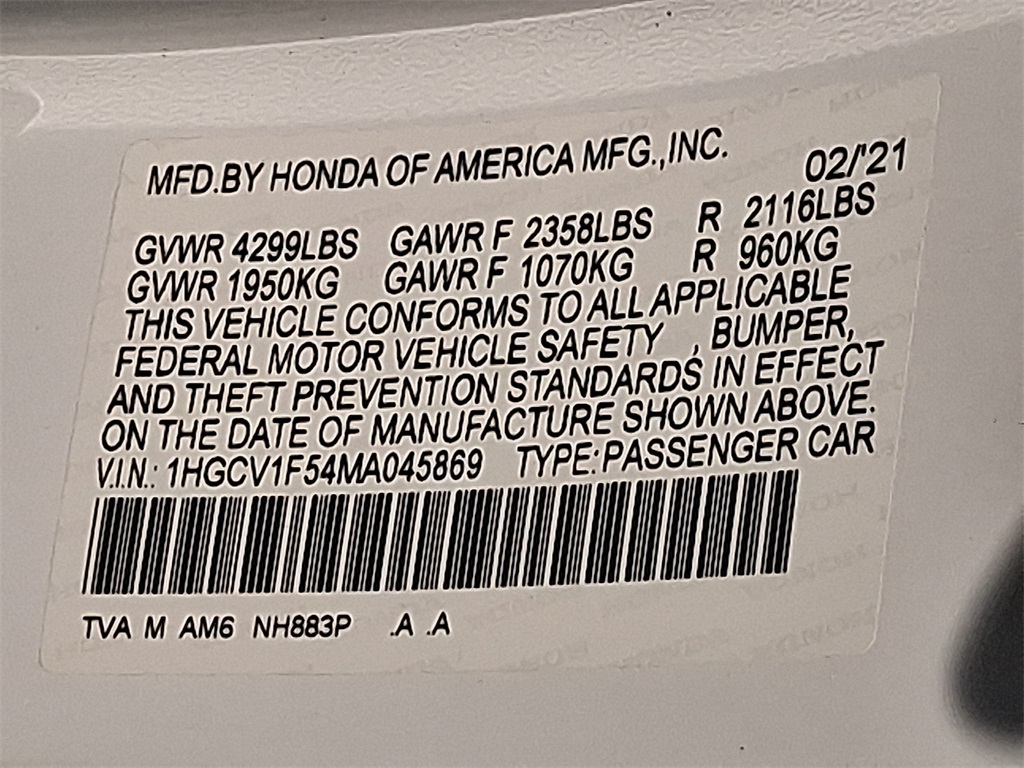 MFD.BY HONDA OF AMERICA MFG.,INC. 02/'21
GVWR 4299LBS GAWR F 2358LBS R 2116LBS
GVWR 1950KG GAWR F 1070KG R 960KG
THIS VEHICLE CONFORMS TO ALL APPLICABLE
FEDERAL MOTOR VEHICLE SAFETY , BUMPER,
AND THEFT PREVENTION STANDARDS IN EFFECT
ON THE DATE OF MANUFACTURE SHOWN ABOVE.
V.I.N.: 1HGCV1F54MA045869 TYPE:PASSENGER CAR
TVA M AM6 NH883P .A .A